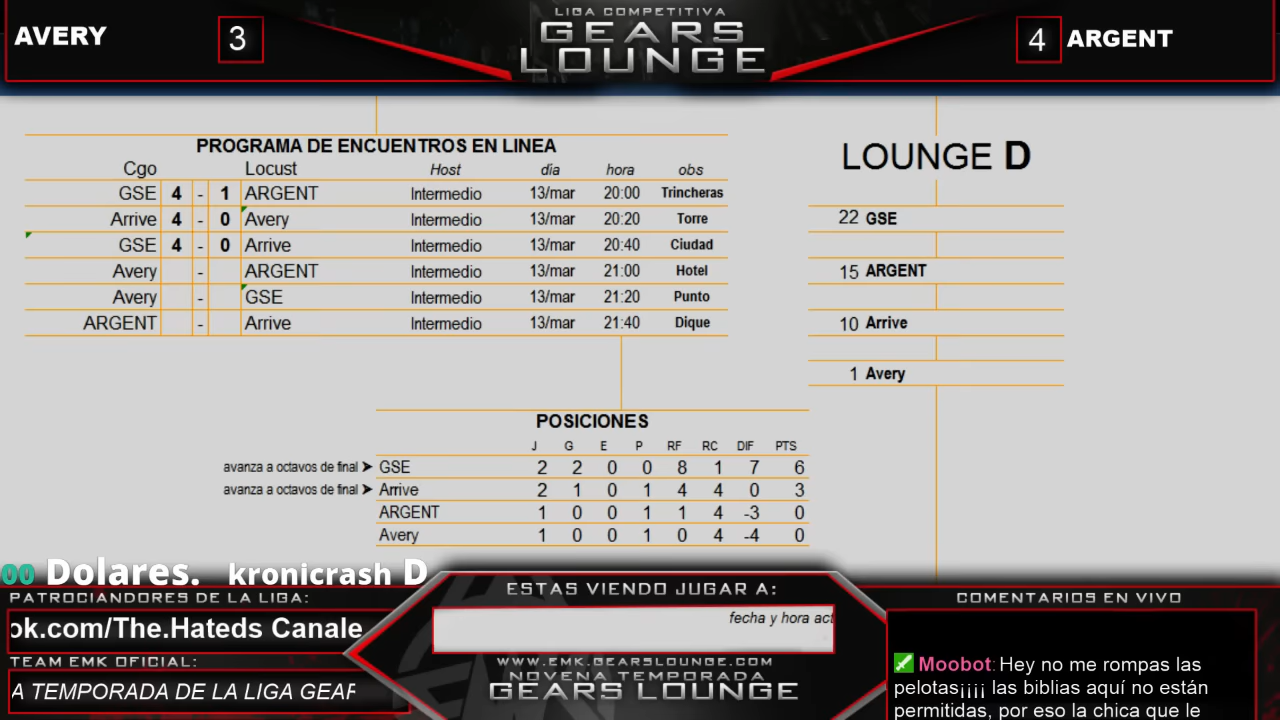 AVERY 3 LIGA COMPETITIVA 4 ARGENT
GEARS
LOUNGE
PROGRAMA DE ENCUENTROS EN LINEA
Cgo Locust Host dia hora obs
GSE 4 - 1 ARGENT Intermedio 13/mar 20:00 Trincheras
Arrive 4 - 0 Avery Intermedio 13/mar 20:20 Torre
GSE 4 - 0 Arrive Intermedio 13/mar 20:40 Ciudad
Avery - ARGENT Intermedio 13/mar 21:00 Hotel
Avery - GSE Intermedio 13/mar 21:20 Punto
ARGENT - Arrive Intermedio 13/mar 21:40 Dique
LOUNGE D
22 GSE
15 ARGENT
10 Arrive
1 Avery
POSICIONES
J G E P RF RC DIF PTS
avanza a octavos de final ➤ GSE 2 2 0 0 8 1 7 6
avanza a octavos de final ➤ Arrive 2 1 0 1 4 4 0 3
ARGENT 1 0 0 1 1 4 -3 0
Avery 1 0 0 1 0 4 -4 0
00 Dolares. kronicrash D
PATROCIANDORES DE LA LIGA:
ok.com/The.Hateds Canale
TEAM EMK OFICIAL:
A TEMPORADA DE LA LIGA GEAR
ESTAS VIENDO JUGAR A:
fecha y hora act
WWW.EMK.GEARSLOUNGE.COM
NOVENA TEMPORADA
GEARS LOUNGE
COMENTARIOS EN VIVO
Moobot: Hey no me rompas las
pelotas¡¡¡¡ las biblias aquí no están
permitidas, por eso la chica que le